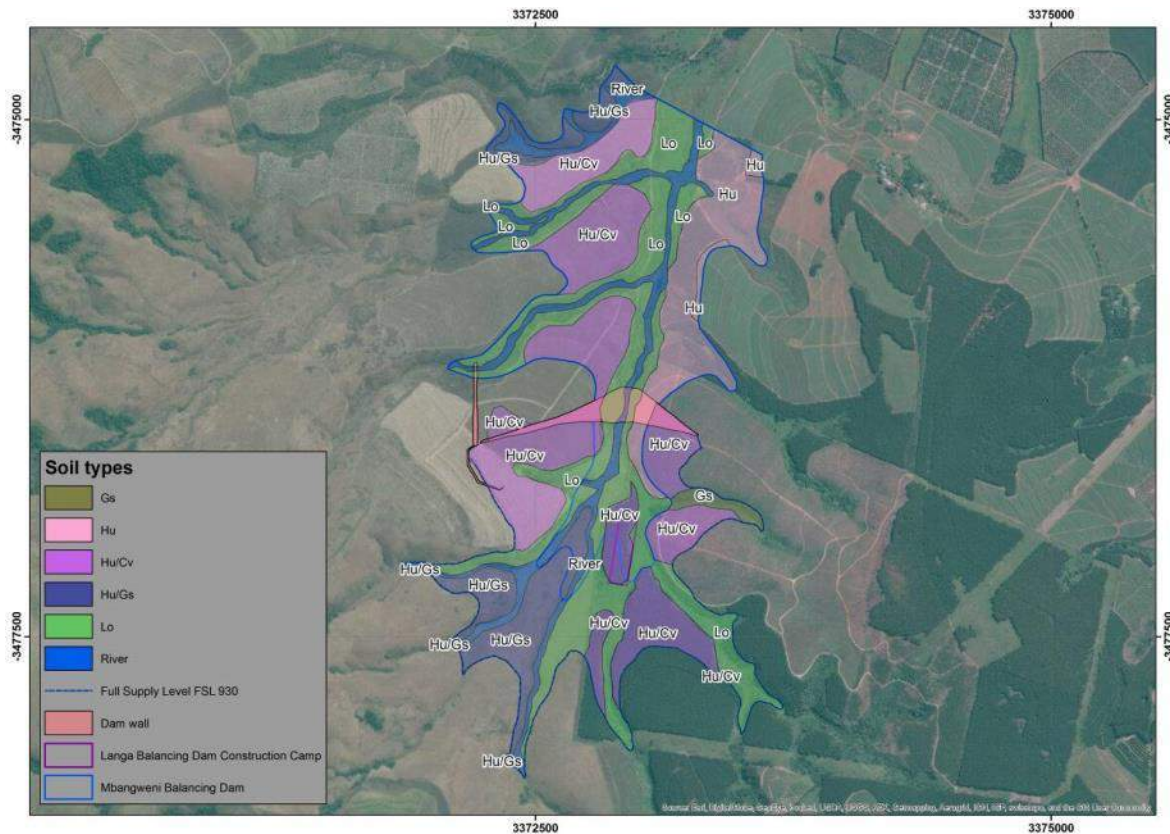 3372500
3375000
-3475000
-3475000
River
Hu/Gs
Lo
Lo
Hu/Gs
Hu/Cv
Hu
Hu
Lo
Lo
Lo
Hu/Cv
Lo
Lo
Hu
Hu/Cv
Hu/Cv
Hu/Cv
Lo
Gs
Hu/Cv
Hu/Cv
River
Hu/Gs
Hu/Gs
Hu/Cv
Hu/Cv
Lo
Hu/Gs
Hu/Gs
Hu/Cv
Hu/Gs
-3477500
-3477500
Soil types
Gs
Hu
Hu/Cv
Hu/Gs
Lo
River
Full Supply Level FSL 930
Dam wall
Langa Balancing Dam Construction Camp
Mbangweni Balancing Dam
3372500
3375000